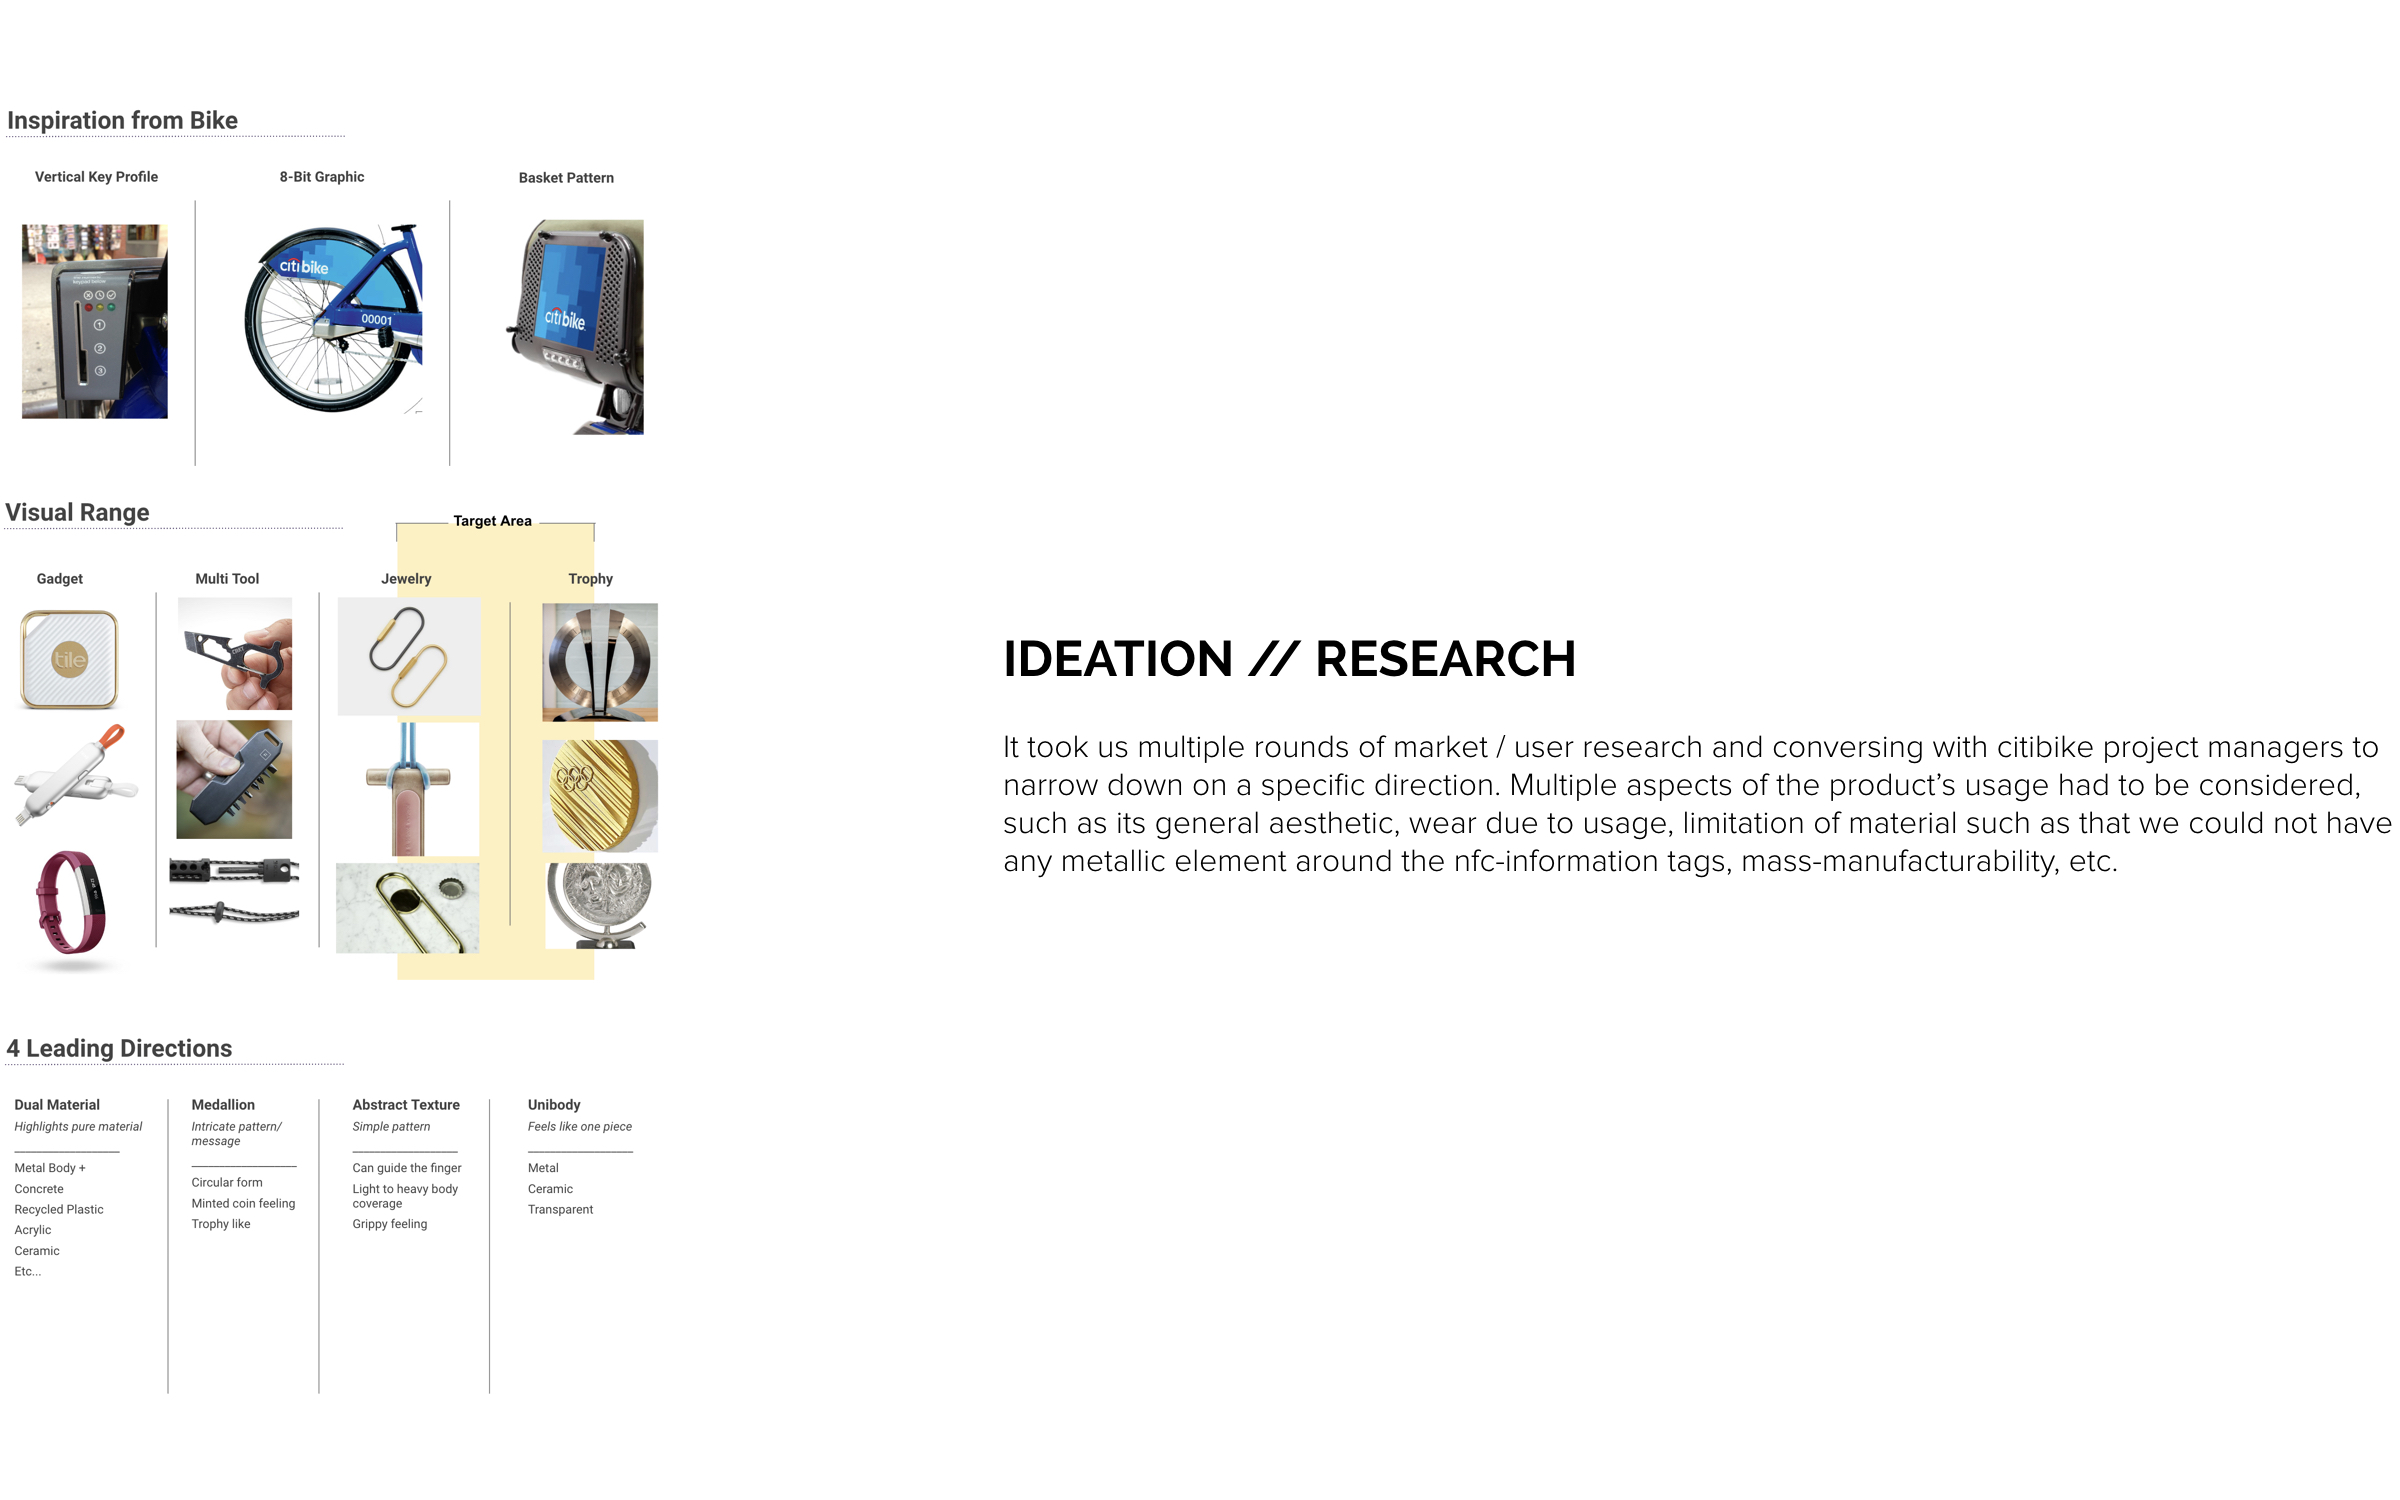 Inspiration from Bike
Vertical Key Profile
8-Bit Graphic
Basket Pattern
1
2
3
citibike
00001
citibike
Visual Range
Target Area
Gadget
Multi Tool
Jewelry
Trophy
tile
4 Leading Directions
Dual Material
Highlights pure material
Metal Body +
Concrete
Recycled Plastic
Acrylic
Ceramic
Etc...
Medallion
Intricate pattern/
message
Circular form
Minted coin feeling
Trophy like
Abstract Texture
Simple pattern
Can guide the finger
Light to heavy body
coverage
Grippy feeling
Unibody
Feels like one piece
Metal
Ceramic
Transparent
IDEATION // RESEARCH
It took us multiple rounds of market / user research and conversing with citibike project managers to
narrow down on a specific direction. Multiple aspects of the product’s usage had to be considered,
such as its general aesthetic, wear due to usage, limitation of material such as that we could not have
any metallic element around the nfc-information tags, mass-manufacturability, etc.